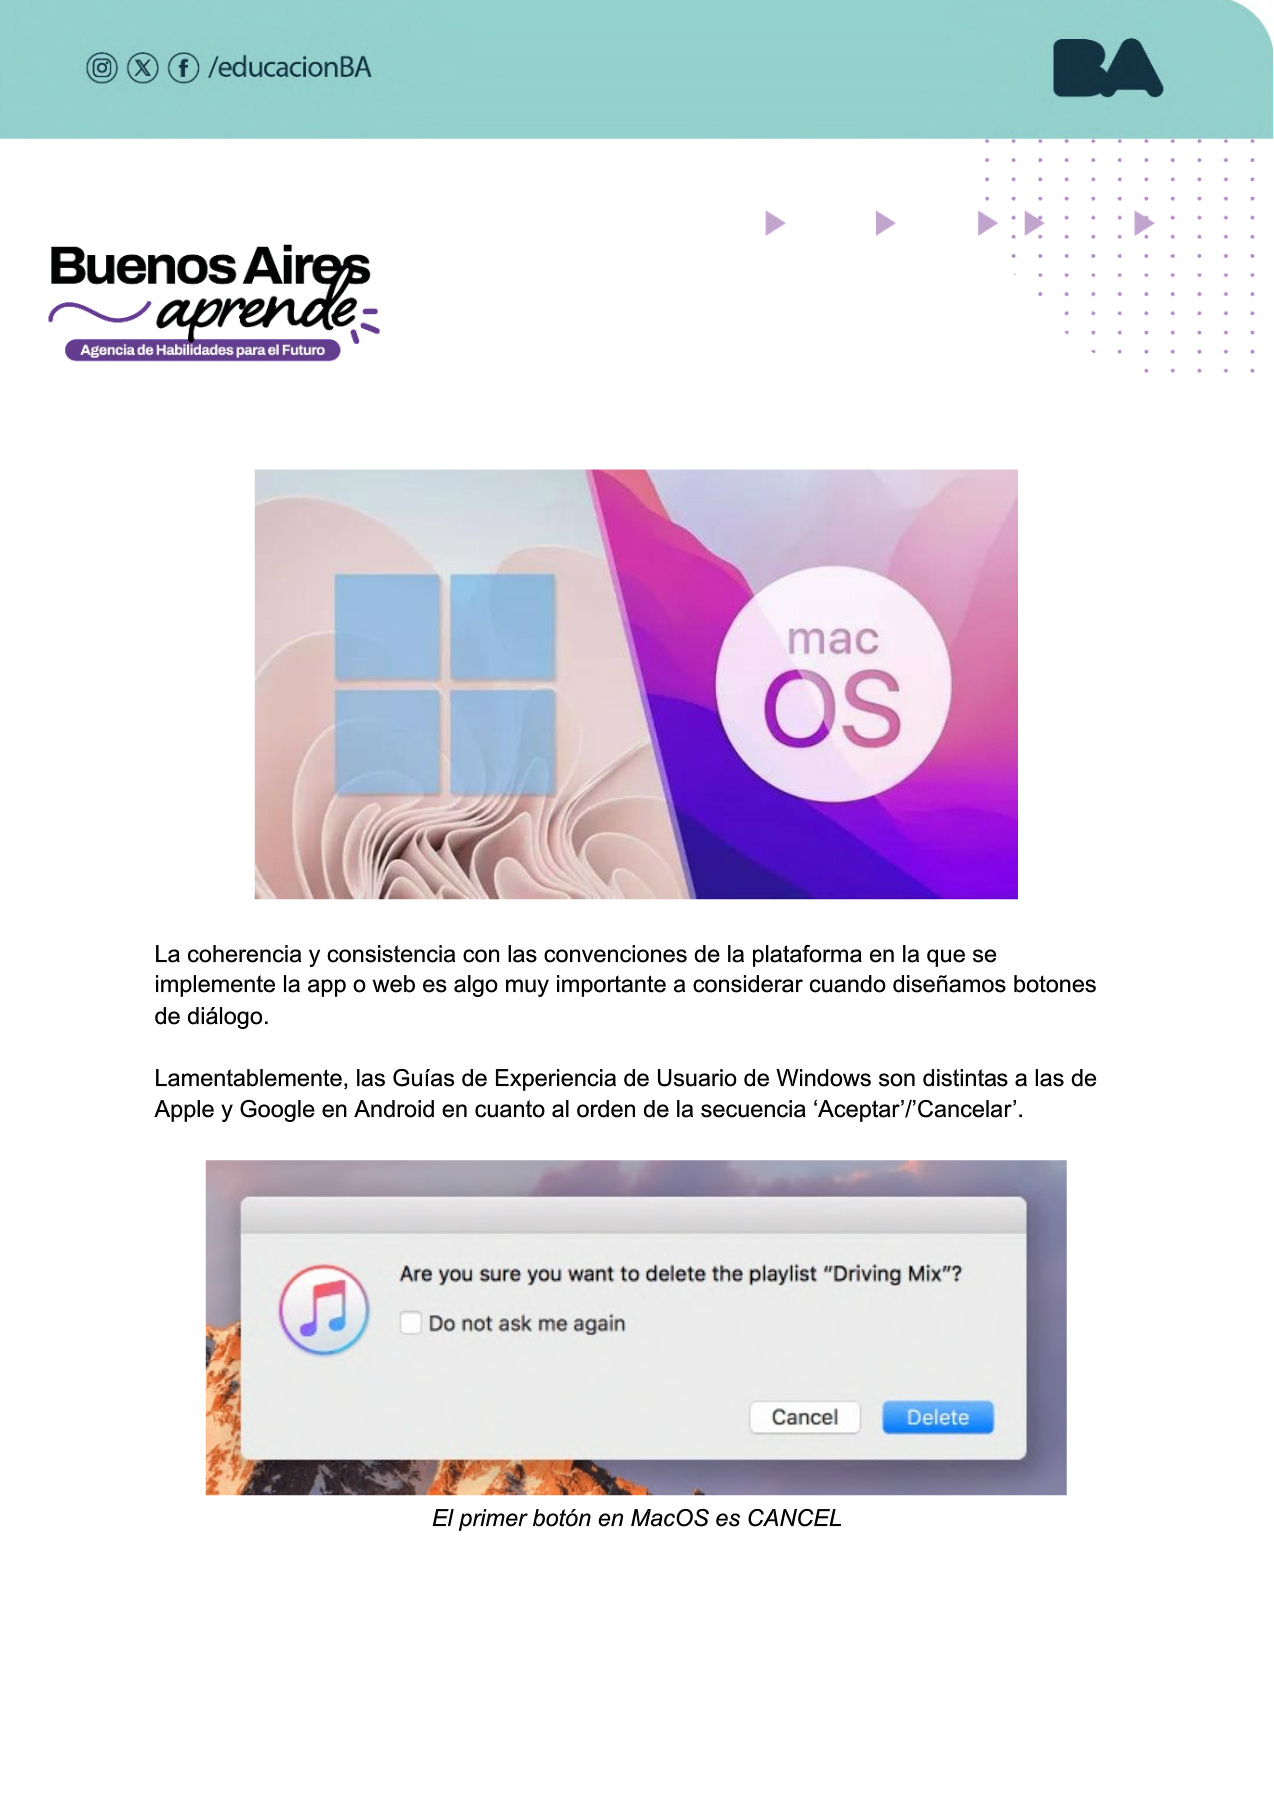 /educacionBA
BA
Buenos Aires
aprende
Agencia de Habilidades para el Futuro
mac
OS
La coherencia y consistencia con las convenciones de la plataforma en la que se
implemente la app o web es algo muy importante a considerar cuando diseñamos botones
de diálogo.
Lamentablemente, las Guías de Experiencia de Usuario de Windows son distintas a las de
Apple y Google en Android en cuanto al orden de la secuencia ‘Aceptar’/’Cancelar’.
Are you sure you want to delete the playlist “Driving Mix”?
Do not ask me again
Cancel Delete
El primer botón en MacOS es CANCEL